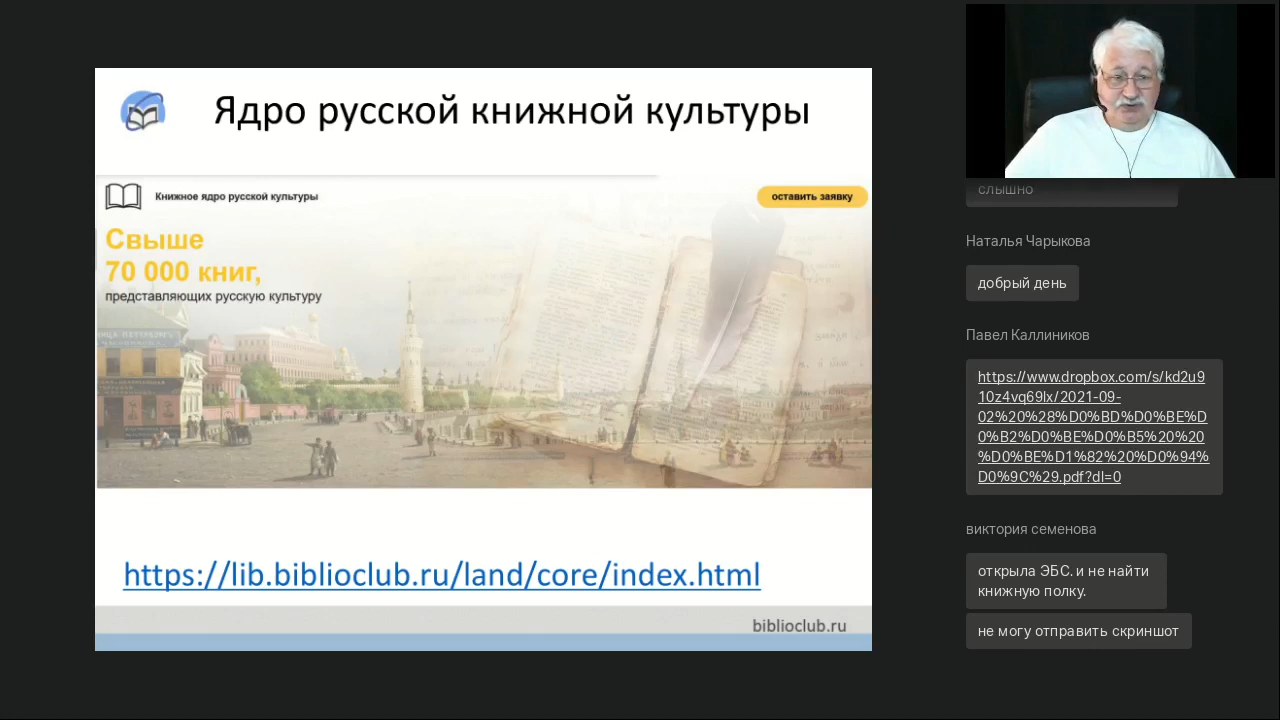 Ядро русской книжной культуры
Книжное ядро русской культуры
оставить заявку
Свыше
70 000 книг,
представляющих русскую культуру
https://lib.biblioclub.ru/land/core/index.html
biblioclub.ru
слышно
Наталья Чарыкова
добрый день
Павел Каллиников
https://www.dropbox.com/s/kd2u9
10z4vq69lx/2021-09-
02%20%28%D0%BD%D0%BE%D
0%B2%D0%BE%D0%B5%20%20
%D0%BE%D1%82%20%D0%94%
D0%9C%29.pdf?dl=0
виктория семенова
открыла ЭБС. и не найти
книжную полку.
не могу отправить скриншот